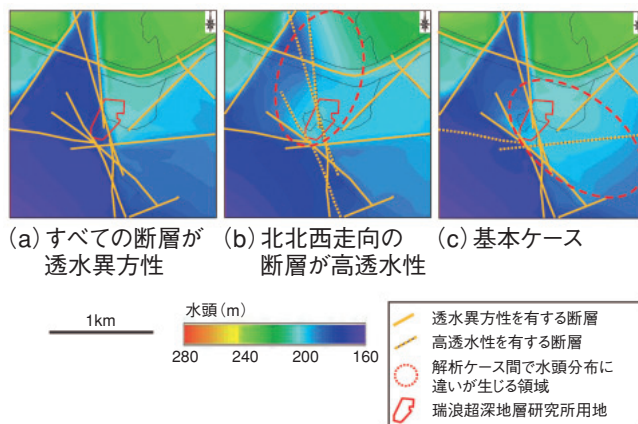 (a)すべての断層が
透水異方性
(b)北北西走向の
断層が高透水性
(c)基本ケース
1km
水頭(m)
280 240 200 160
透水異方性を有する断層
高透水性を有する断層
解析ケース間で水頭分布に
違いが生じる領域
瑞浪超深地層研究所用地